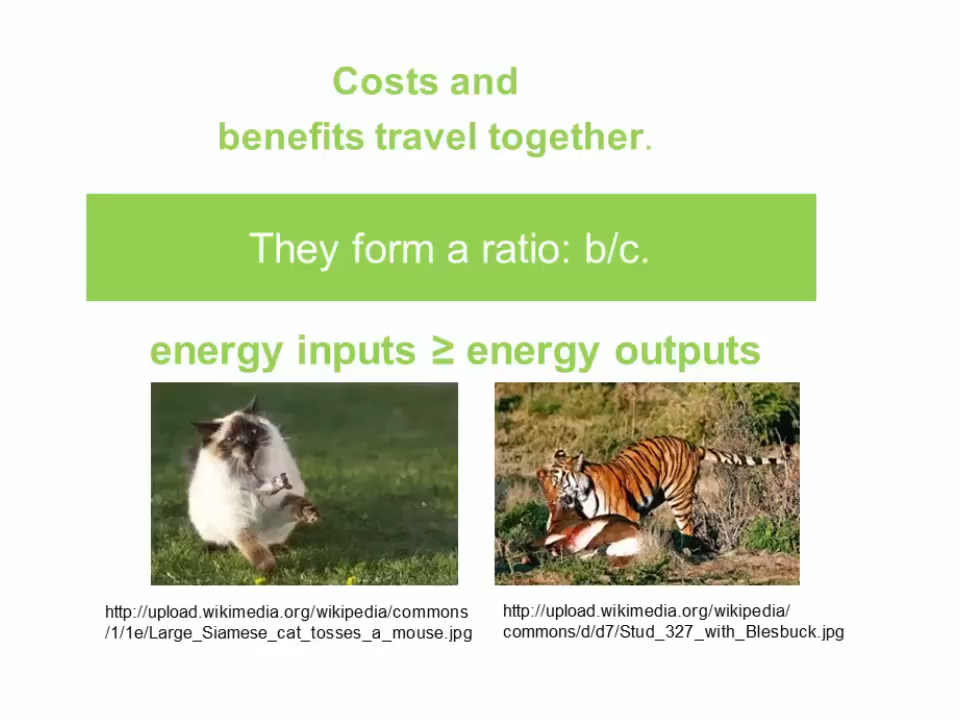 Costs and
benefits travel together.
They form a ratio: b/c.
energy inputs ≥ energy outputs
http://upload.wikimedia.org/wikipedia/commons
/1/1e/Large_Siamese_cat_tosses_a_mouse.jpg
http://upload.wikimedia.org/wikipedia/
commons/d/d7/Stud_327_with_Blesbuck.jpg